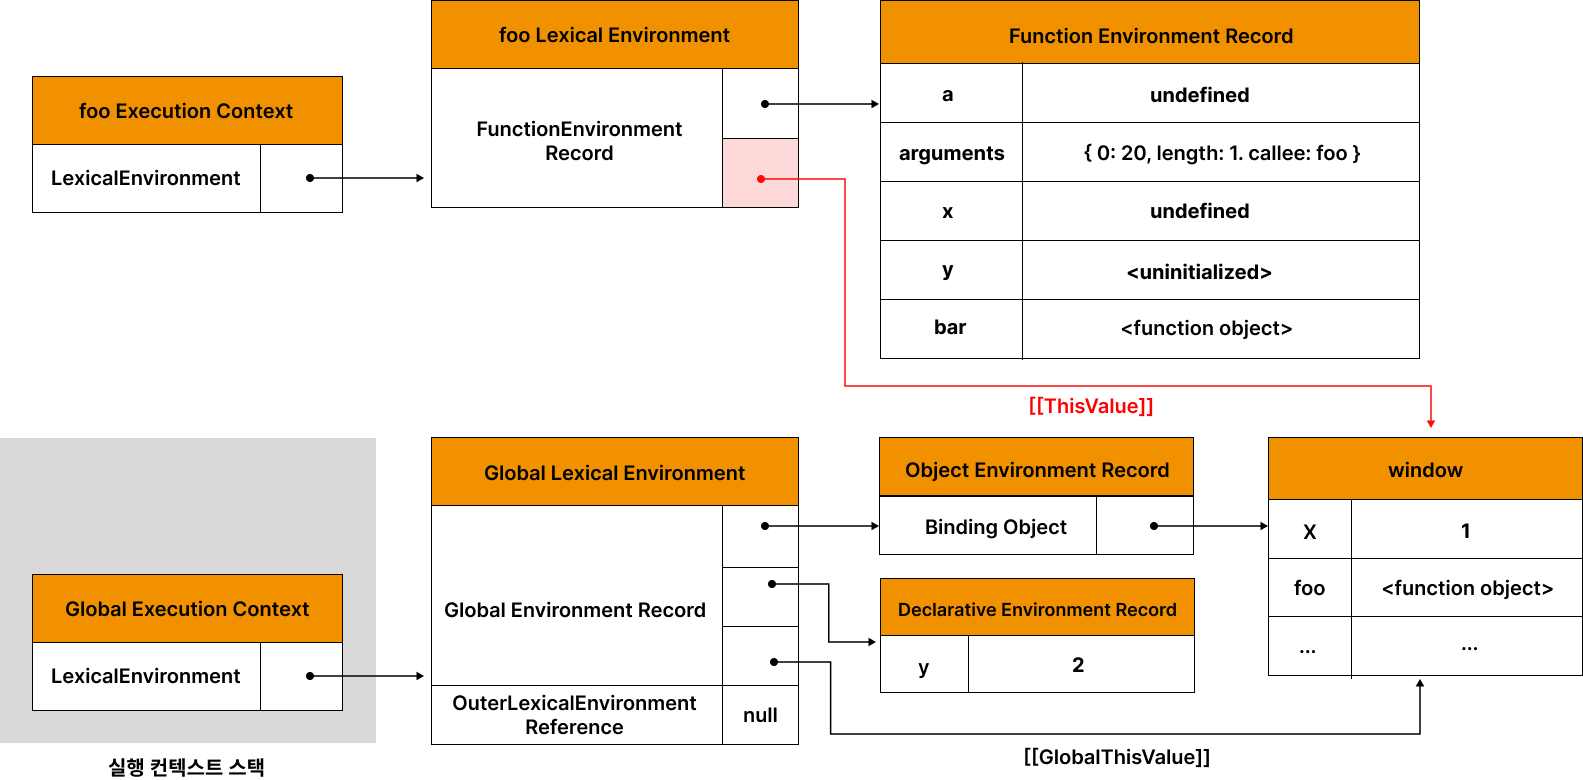 foo Lexical Environment
Function Environment Record
foo Execution Context
LexicalEnvironment
FunctionEnvironment
Record
a
undefined
arguments
{ 0: 20, length: 1. callee: foo }
x
undefined
y
<uninitialized>
bar
<function object>
[[ThisValue]]
Global Lexical Environment
Object Environment Record
window
Binding Object
X
1
foo
<function object>
...
...
Global Execution Context
LexicalEnvironment
Global Environment Record
Declarative Environment Record
y
2
OuterLexicalEnvironment
Reference
null
[[GlobalThisValue]]
실행 컨텍스트 스택